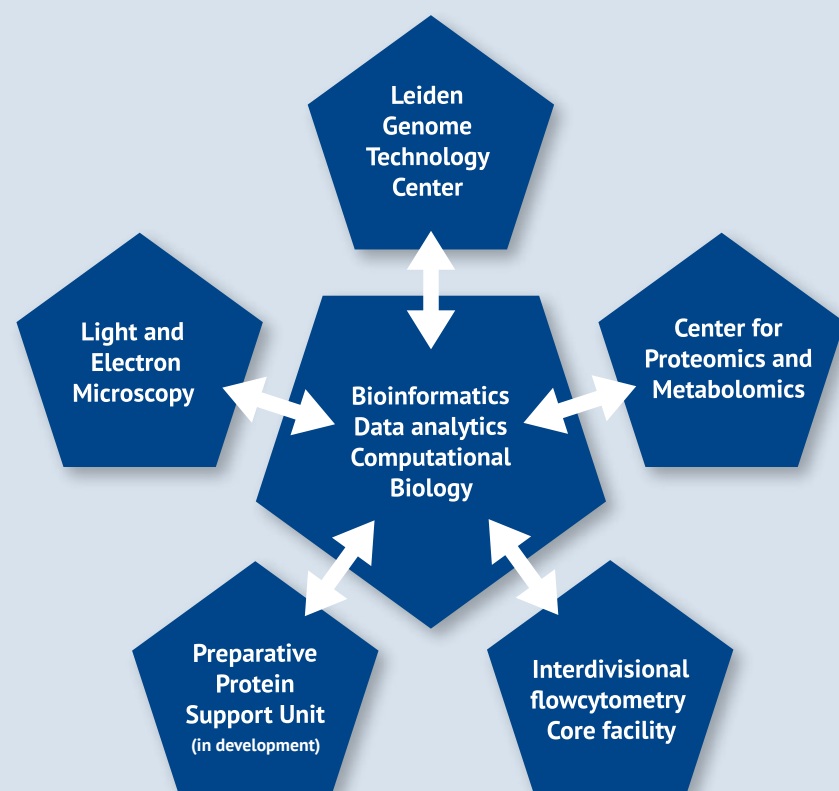 Leiden
Genome
Technology
Center
Light and
Electron
Microscopy
Center for
Proteomics and
Metabolomics
Bioinformatics
Data analytics
Computational
Biology
Preparative
Protein
Support Unit
(in development)
Interdivisional
flowcytometry
Core facility